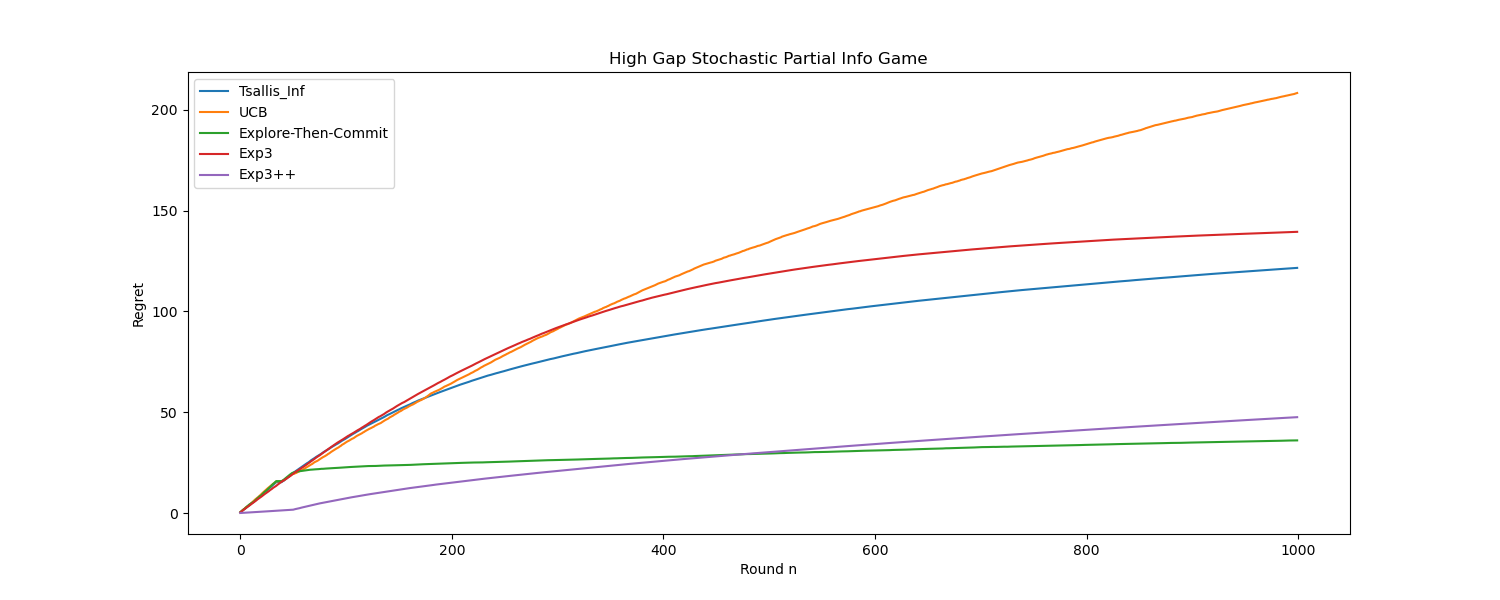 High Gap Stochastic Partial Info Game
Tsallis_Inf
UCB
Explore-Then-Commit
Exp3
Exp3++
Regret
200
150
100
50
0
0 200 400 600 800 1000
Round n